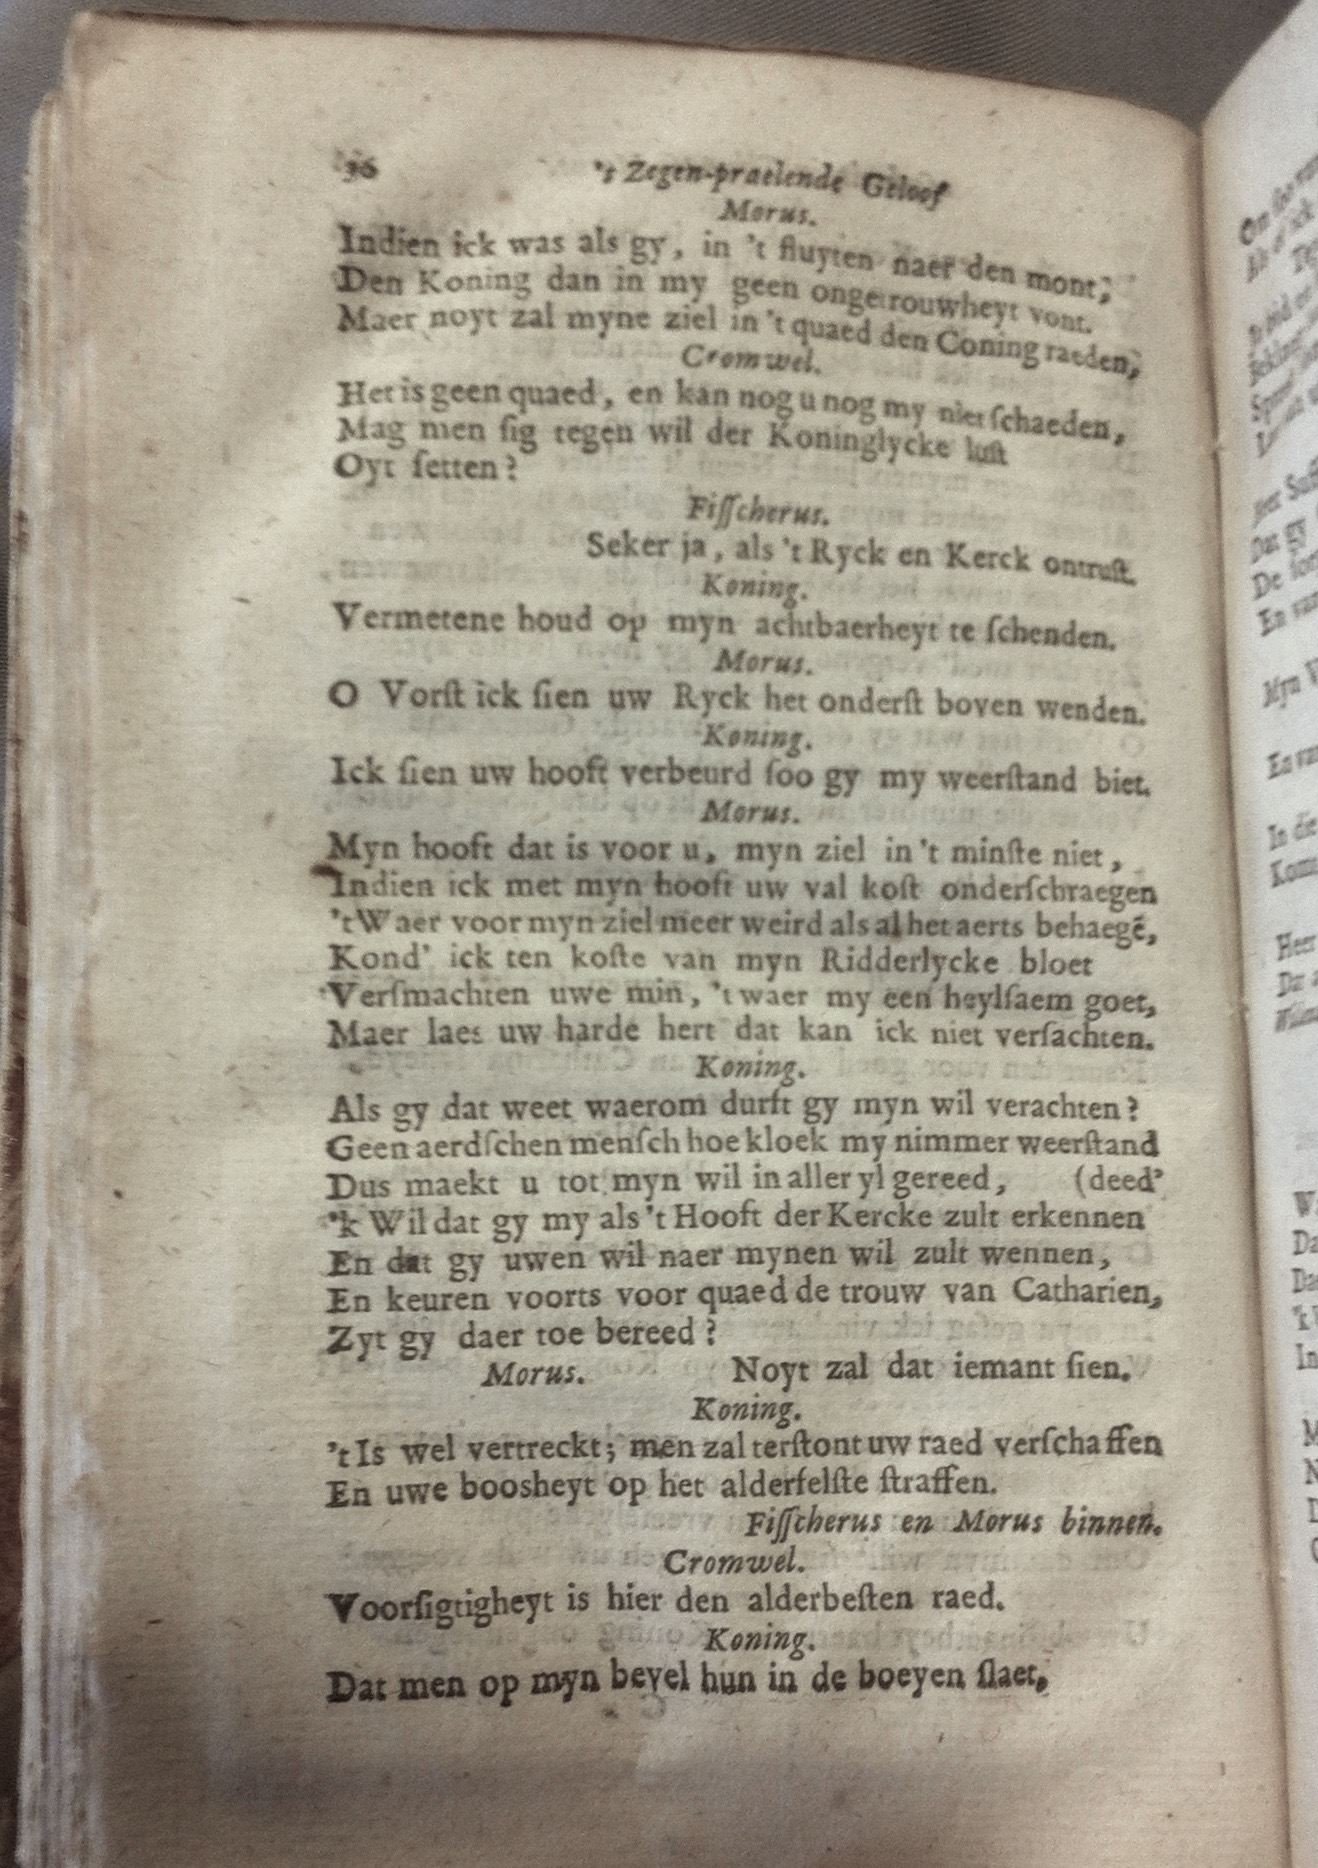 36 't Zegen-praelende Geloof
Morus.
Indien ick was als gy, in 't fluyten naer den mont,
Den Koning dan in my geen ongetrouwheyt vont.
Maer noyt zal myne ziel in 't quaed den Coning raeden,
Cromwel.
Het is geen quaed, en kan nog u nog my niet ſchaeden,
Mag men ſig tegen wil der Koninglycke luſt
Oyt ſetten?
Fiſſcherus.
Seker ja, als 't Ryck en Kerck ontruſt.
Koning.
Vermetene houd op myn achtbaerheyt te ſchenden.
Morus.
O Vorſt ick ſien uw Ryck het onderſt boven wenden.
Koning.
Ick ſien uw hooft verbeurd ſoo gy my weerſtand biet.
Morus.
Myn hooft dat is voor u, myn ziel in 't minſte niet,
Indien ick met myn hooft uw val koſt onderſchraegen
't Waer voor myn ziel meer weird als al het aerts behaegē,
Kond' ick ten koſte van myn Ridderlycke bloet
Verſmachten uwe min, 't waer my een heylſaem goet,
Maer laes uw harde hert dat kan ick niet verſachten.
Koning.
Als gy dat weet waerom durft gy myn wil verachten?
Geen aerdſchen menſch hoe kloek my nimmer weerſtand
Dus maekt u tot myn wil in aller yl gereed, (deed'
'k Wil dat gy my als 't Hooft der Kercke zult erkennen
En dat gy uwen wil naer mynen wil zult wennen,
En keuren voorts voor quaed de trouw van Catharien,
Zyt gy daer toe bereed?
Morus. Noyt zal dat iemant ſien.
Koning.
't Is wel vertreckt; men zal terſtont uw raed verſchaffen
En uwe boosheyt op het alderfelſte ſtraffen.
Fiſſcherus en Morus binnen.
Cromwel.
Voorſigtigheyt is hier den alderbeſten raed.
Koning.
Dat men op myn bevel hun in de boeyen ſlaet,